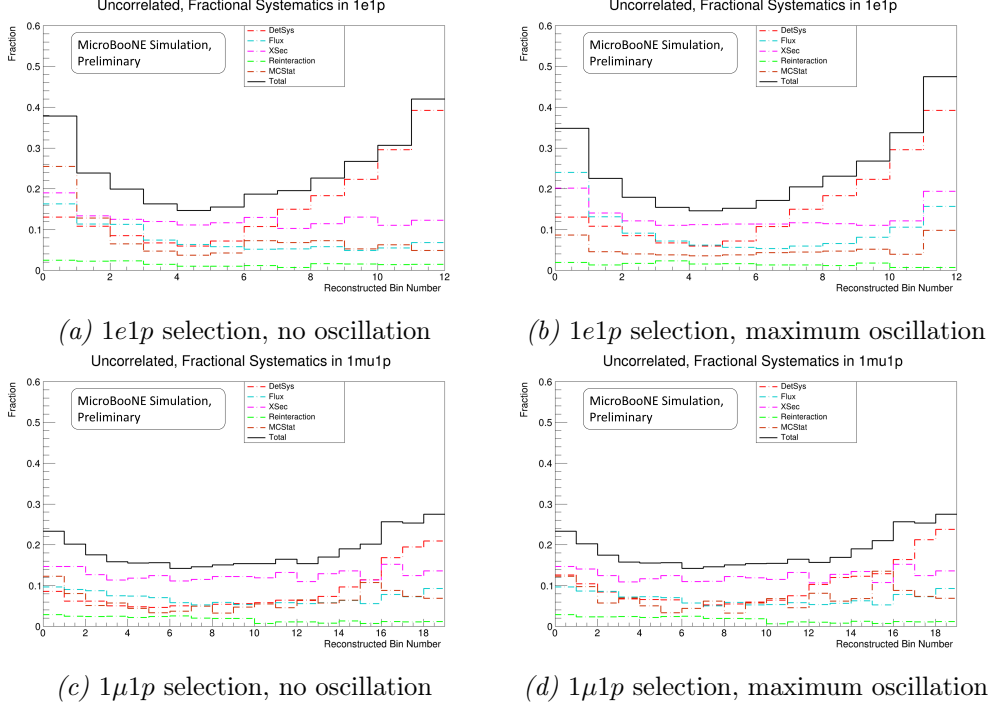 Uncorrelated, Fractional Systematics in 1e1p
Fraction
0.6
0.5
0.4
0.3
0.2
0.1
0
MicroBooNE Simulation,
Preliminary
DetSys
Flux
XSec
Reinteraction
MCStat
Total
0 2 4 6 8 10 12
Reconstructed Bin Number
(a) 1e1p selection, no oscillation
Uncorrelated, Fractional Systematics in 1e1p
Fraction
0.6
0.5
0.4
0.3
0.2
0.1
0
MicroBooNE Simulation,
Preliminary
DetSys
Flux
XSec
Reinteraction
MCStat
Total
0 2 4 6 8 10 12
Reconstructed Bin Number
(b) 1e1p selection, maximum oscillation
Uncorrelated, Fractional Systematics in 1mu1p
Fraction
0.6
0.5
0.4
0.3
0.2
0.1
0
MicroBooNE Simulation,
Preliminary
DetSys
Flux
XSec
Reinteraction
MCStat
Total
0 2 4 6 8 10 12 14 16 18
Reconstructed Bin Number
(c) 1μ1p selection, no oscillation
Uncorrelated, Fractional Systematics in 1mu1p
Fraction
0.6
0.5
0.4
0.3
0.2
0.1
0
MicroBooNE Simulation,
Preliminary
DetSys
Flux
XSec
Reinteraction
MCStat
Total
0 2 4 6 8 10 12 14 16 18
Reconstructed Bin Number
(d) 1μ1p selection, maximum oscillation